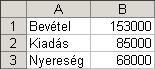 A B
1 Bevétel 153000
2 Kiadás 85000
3 Nyereség 68000